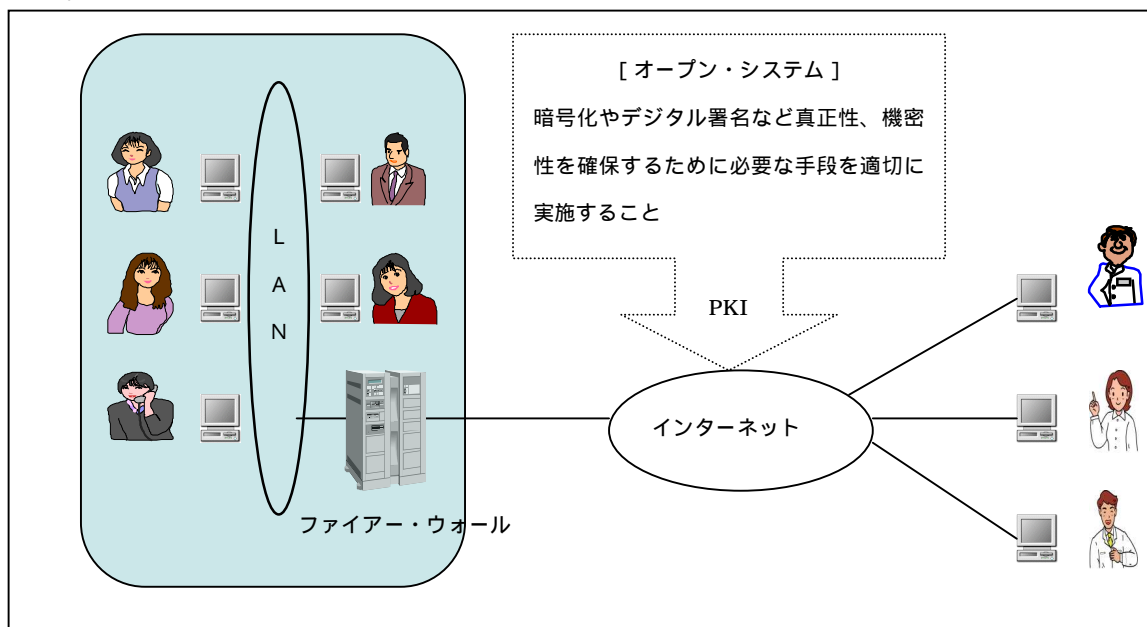 [ オープン・システム ]
暗号化やデジタル署名など真正性、機密
性を確保するために必要な手段を適切に
実施すること
PKI
L
A
N
インターネット
ファイアー・ウォール